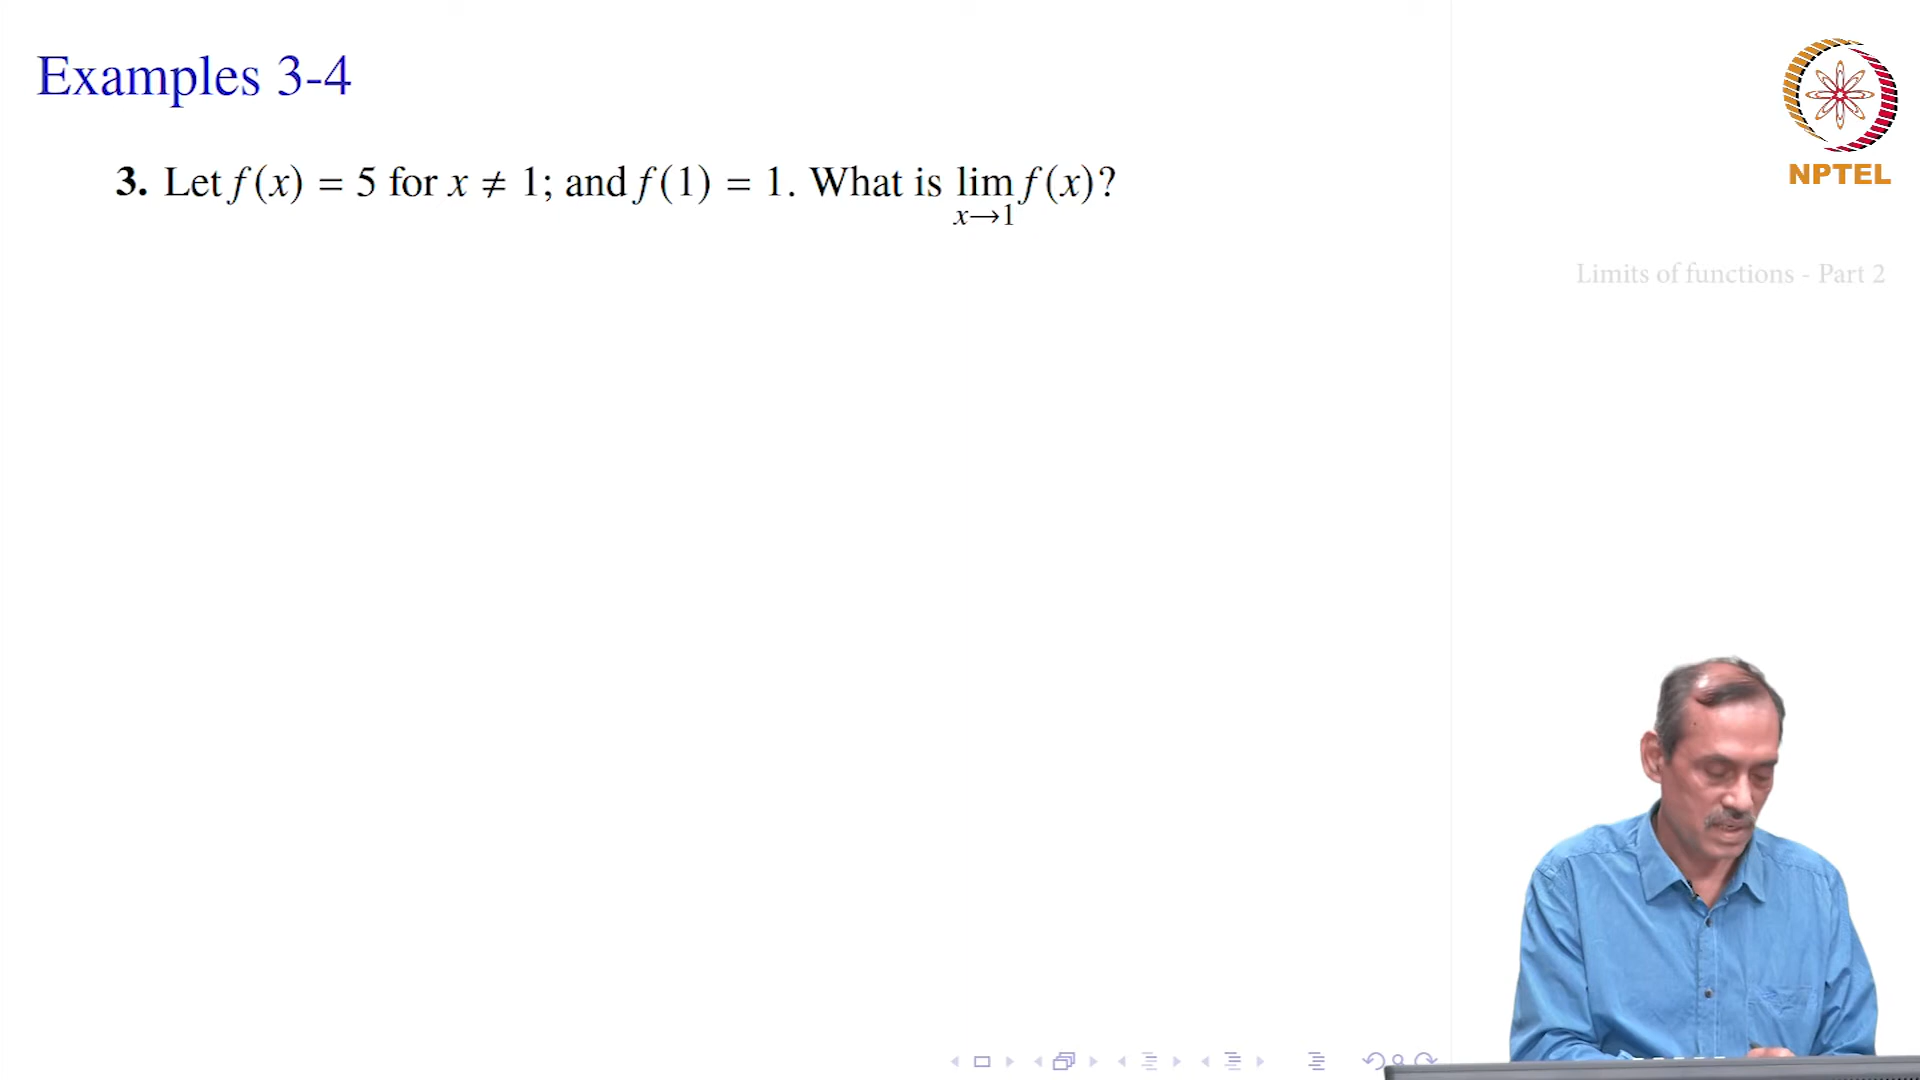 Examples 3-4
3. Let f(x) = 5 for x ≠ 1; and f(1) = 1. What is lim f(x)?
x→1
NPTEL
Limits of functions - Part 2